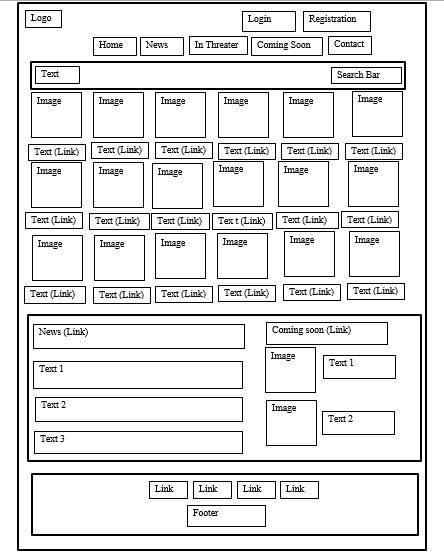 Logo
Login Registration
Home News In Threater Coming Soon Contact
Text Search Bar
Image Image Image Image Image Image
Text (Link) Text (Link) Text (Link) Text (Link) Text (Link) Text (Link)
Image Image Image Image Image Image
Text (Link) Text (Link) Text (Link) Tex t (Link) Text (Link) Text (Link)
Image Image Image Image Image Image
Text (Link) Text (Link) Text (Link) Text (Link) Text (Link) Text (Link)
News (Link)
Text 1
Text 2
Text 3
Coming soon (Link)
Image Text 1
Image Text 2
Link Link Link Link
Footer